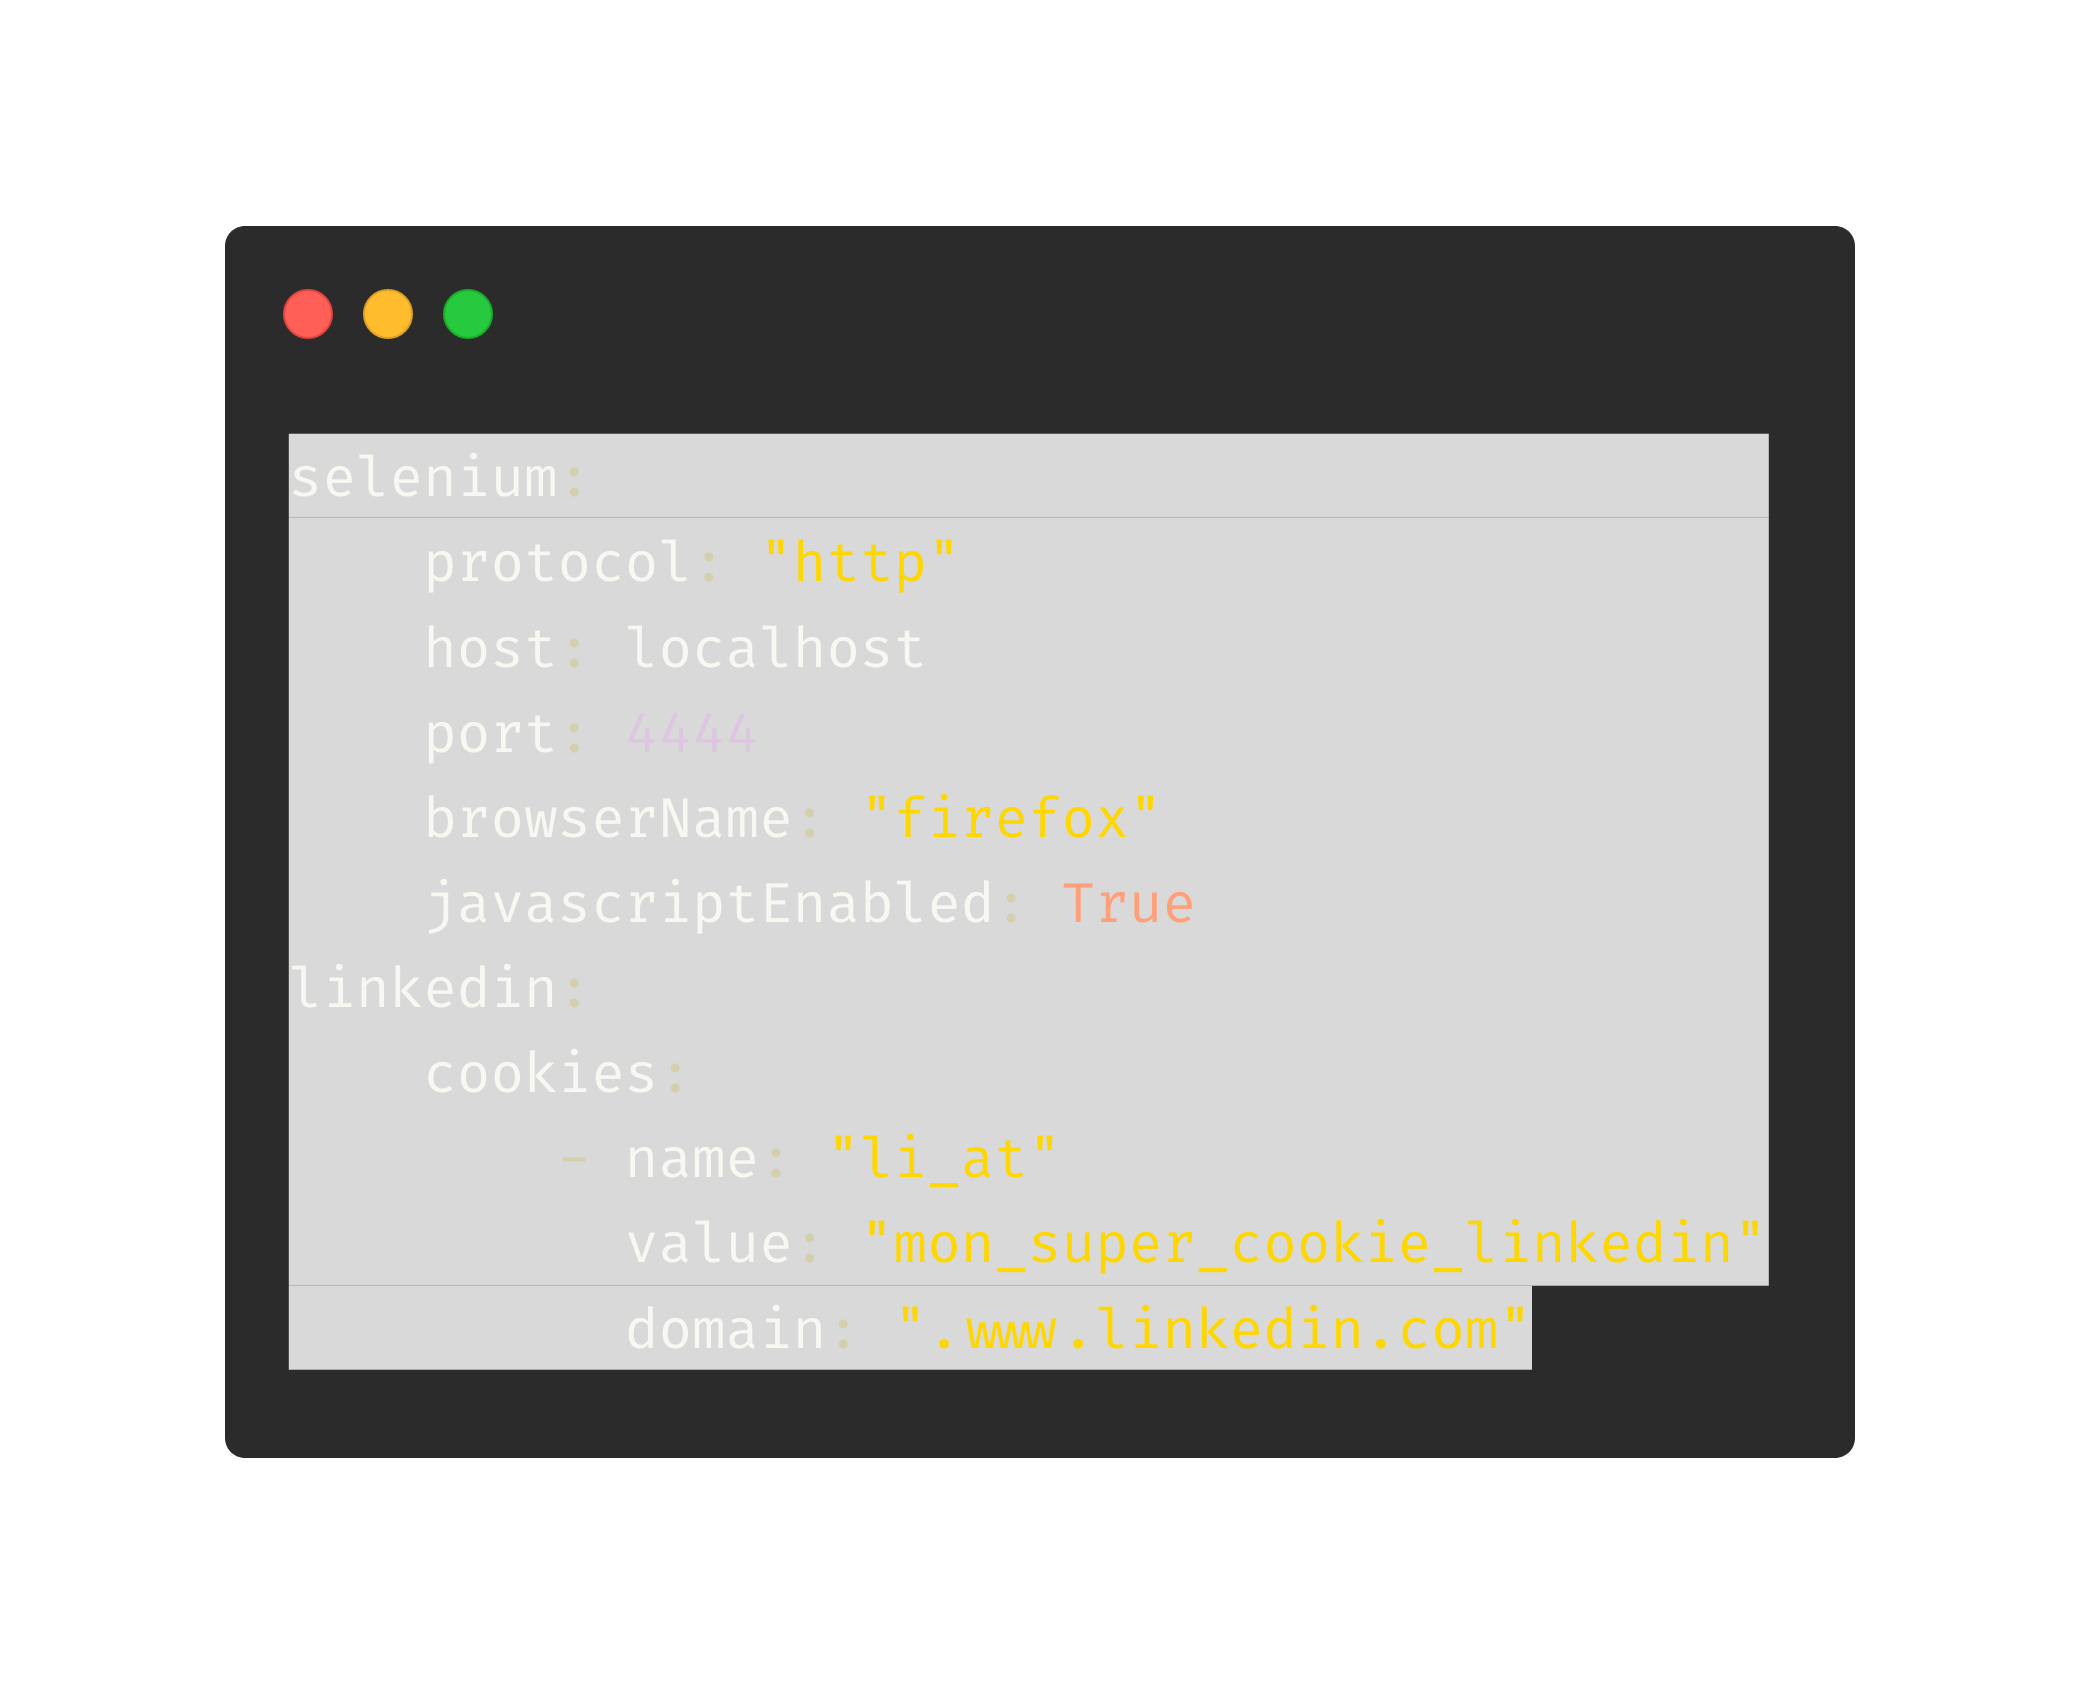 selenium:
    protocol: "http"
    host: localhost
    port: 4444
    browserName: "firefox"
    javascriptEnabled: True
linkedin:
    cookies:
        - name: "li_at"
          value: "mon_super_cookie_linkedin"
          domain: ".www.linkedin.com"